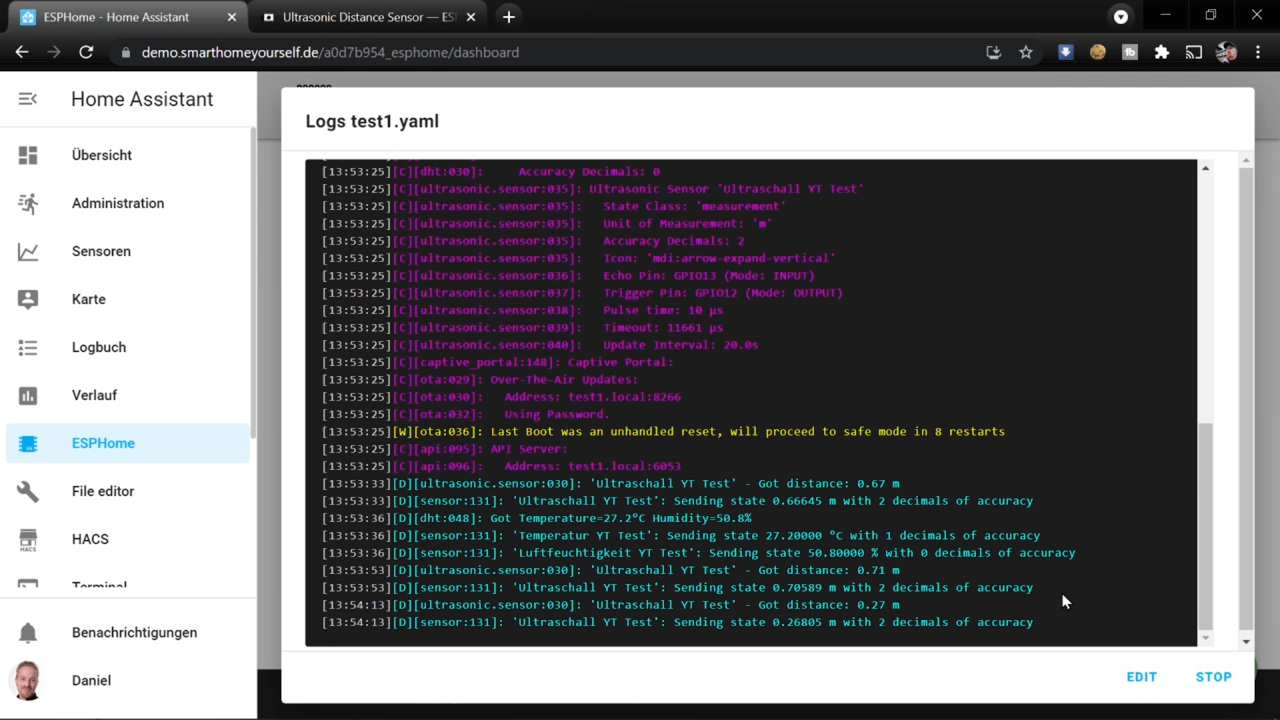 ESPHome - Home Assistant
Ultrasonic Distance Sensor — ESP
demo.smarthomeyourself.de/a0d7b954_esphome/dashboard
Home Assistant
Übersicht
Administration
Sensoren
Karte
Logbuch
Verlauf
ESPHome
File editor
HACS
HACS
Terminal
Benachrichtigungen
Daniel
Logs test1.yaml
[13:53:25][C][dht:030]:     Accuracy Decimals: 0
[13:53:25][C][ultrasonic.sensor:035]: Ultrasonic Sensor 'Ultraschall YT Test'
[13:53:25][C][ultrasonic.sensor:035]:   State Class: 'measurement'
[13:53:25][C][ultrasonic.sensor:035]:   Unit of Measurement: 'm'
[13:53:25][C][ultrasonic.sensor:035]:   Accuracy Decimals: 2
[13:53:25][C][ultrasonic.sensor:035]:   Icon: 'mdi:arrow-expand-vertical'
[13:53:25][C][ultrasonic.sensor:036]:   Echo Pin: GPIO13 (Mode: INPUT)
[13:53:25][C][ultrasonic.sensor:037]:   Trigger Pin: GPIO12 (Mode: OUTPUT)
[13:53:25][C][ultrasonic.sensor:038]:   Pulse time: 10 µs
[13:53:25][C][ultrasonic.sensor:039]:   Timeout: 11661 µs
[13:53:25][C][ultrasonic.sensor:040]:   Update Interval: 20.0s
[13:53:25][C][captive_portal:148]: Captive Portal:
[13:53:25][C][ota:029]: Over-The-Air Updates:
[13:53:25][C][ota:030]:   Address: test1.local:8266
[13:53:25][C][ota:032]:   Using Password.
[13:53:25][W][ota:036]: Last Boot was an unhandled reset, will proceed to safe mode in 8 restarts
[13:53:25][C][api:095]: API Server:
[13:53:25][C][api:096]:   Address: test1.local:6053
[13:53:33][D][ultrasonic.sensor:030]: 'Ultraschall YT Test' - Got distance: 0.67 m
[13:53:33][D][sensor:131]: 'Ultraschall YT Test': Sending state 0.66645 m with 2 decimals of accuracy
[13:53:36][D][dht:048]: Got Temperature=27.2°C Humidity=50.8%
[13:53:36][D][sensor:131]: 'Temperatur YT Test': Sending state 27.20000 °C with 1 decimals of accuracy
[13:53:36][D][sensor:131]: 'Luftfeuchtigkeit YT Test': Sending state 50.80000 % with 0 decimals of accuracy
[13:53:53][D][ultrasonic.sensor:030]: 'Ultraschall YT Test' - Got distance: 0.71 m
[13:53:53][D][sensor:131]: 'Ultraschall YT Test': Sending state 0.70589 m with 2 decimals of accuracy
[13:54:13][D][ultrasonic.sensor:030]: 'Ultraschall YT Test' - Got distance: 0.27 m
[13:54:13][D][sensor:131]: 'Ultraschall YT Test': Sending state 0.26805 m with 2 decimals of accuracy
EDIT
STOP